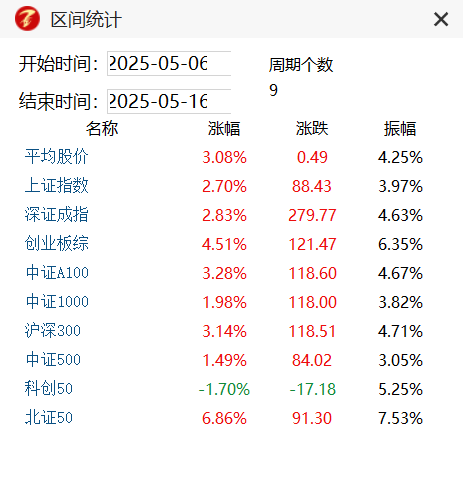 区间统计
开始时间: 2025-05-06 周期个数
9
结束时间: 2025-05-16
名称 涨幅 涨跌 振幅
平均股价 3.08% 0.49 4.25%
上证指数 2.70% 88.43 3.97%
深证成指 2.83% 279.77 4.63%
创业板综 4.51% 121.47 6.35%
中证A100 3.28% 118.60 4.67%
中证1000 1.98% 118.00 3.82%
沪深300 3.14% 118.51 4.71%
中证500 1.49% 84.02 3.05%
科创50 -1.70% -17.18 5.25%
北证50 6.86% 91.30 7.53%